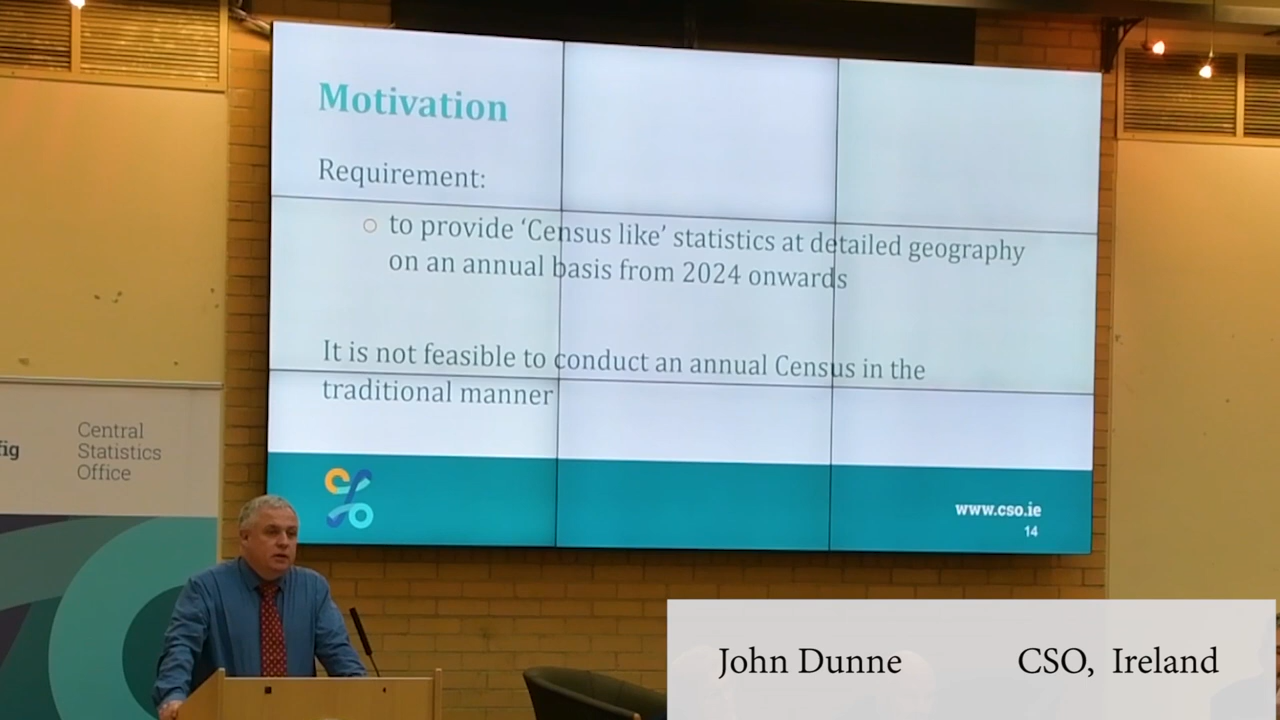 Motivation
Requirement:
to provide ‘Census like’ statistics at detailed geography
on an annual basis from 2024 onwards
It is not feasible to conduct an annual Census in the
traditional manner
www.cso.ie
14
fig
Central
Statistics
Office
John Dunne CSO, Ireland